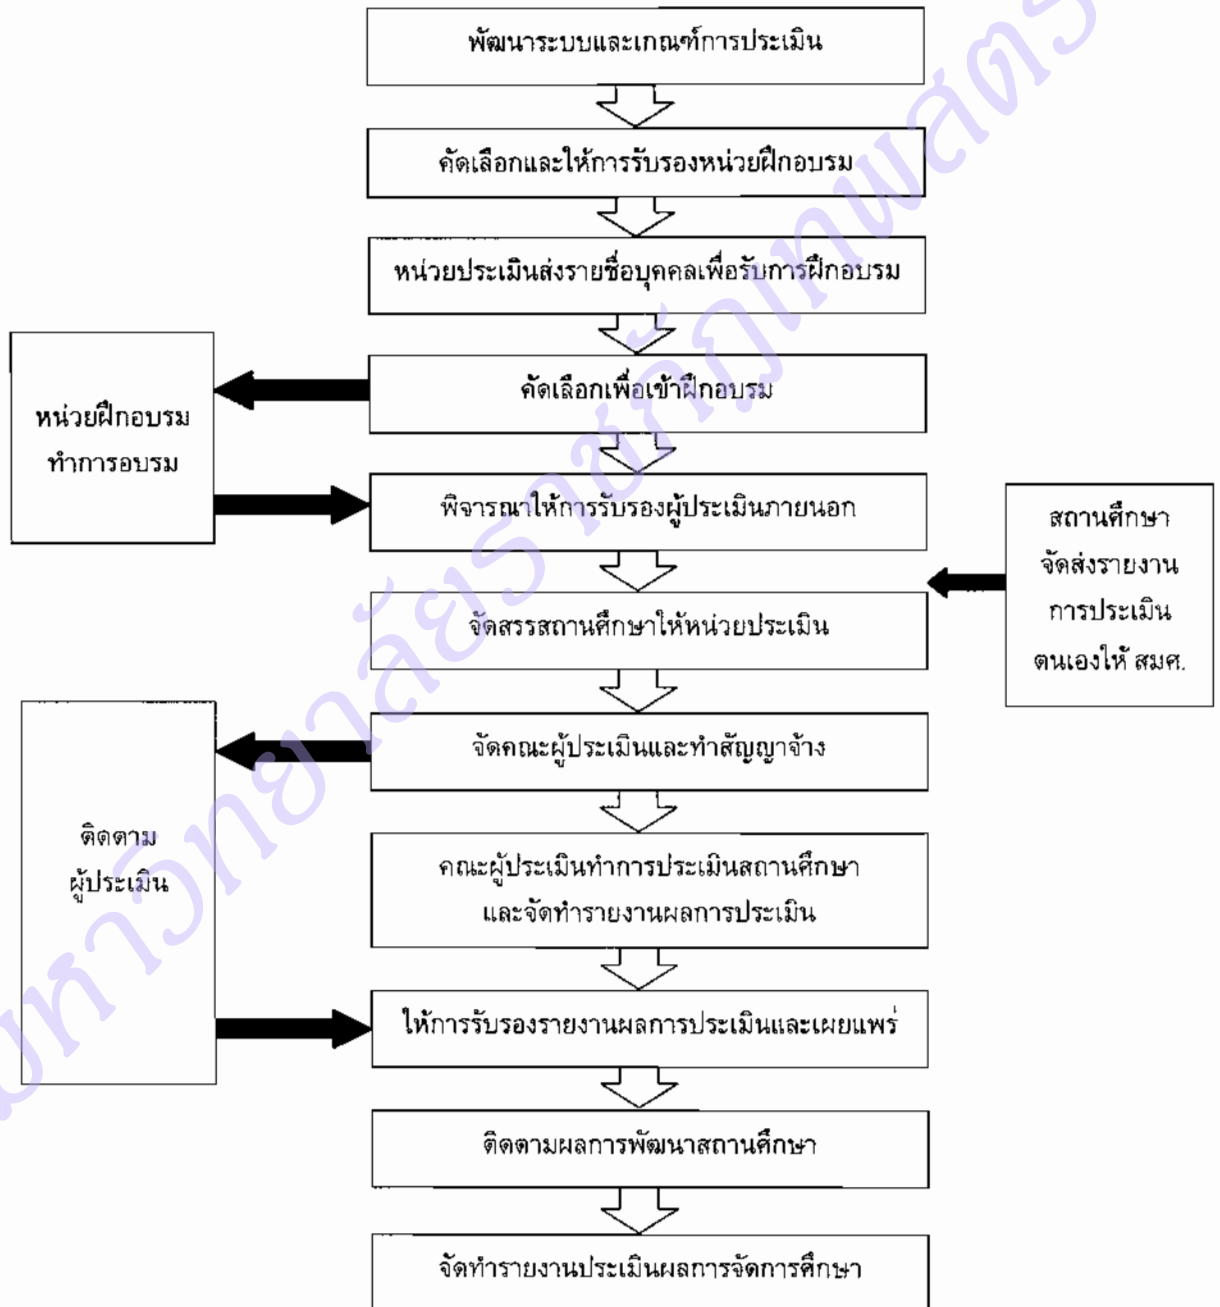 พัฒนาระบบและเกณฑ์การประเมิน
คัดเลือกและให้การรับรองหน่วยฝึกอบรม
หน่วยประเมินส่งรายชื่อบุคคลเพื่อรับการฝึกอบรม
คัดเลือกเพื่อเข้าฝึกอบรม
หน่วยฝึกอบรม
ทำการอบรม
พิจารณาให้การรับรองผู้ประเมินภายนอก
สถานศึกษา
จัดส่งรายงาน
การประเมิน
ตนเองให้ สมศ.
จัดสรรสถานศึกษาให้หน่วยประเมิน
จัดคณะผู้ประเมินและทำสัญญาจ้าง
ติดตาม
ผู้ประเมิน
คณะผู้ประเมินทำการประเมินสถานศึกษา
และจัดทำรายงานผลการประเมิน
ให้การรับรองรายงานผลการประเมินและเผยแพร่
ติดตามผลการพัฒนาสถานศึกษา
จัดทำรายงานประเมินผลการจัดการศึกษา
มหาวิทยาลัยราชภัฏเทพสตรี